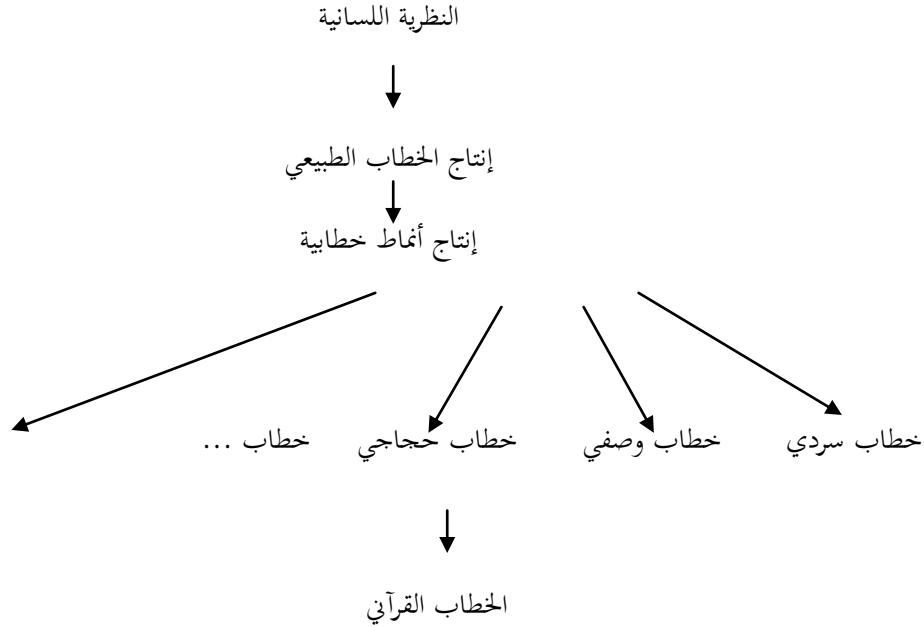 النظرية اللسانية
إنتاج الخطاب الطبيعي
إنتاج أنماط خطابية
خطاب سردي خطاب وصفي خطاب حجاجي خطاب ...
الخطاب القرآني